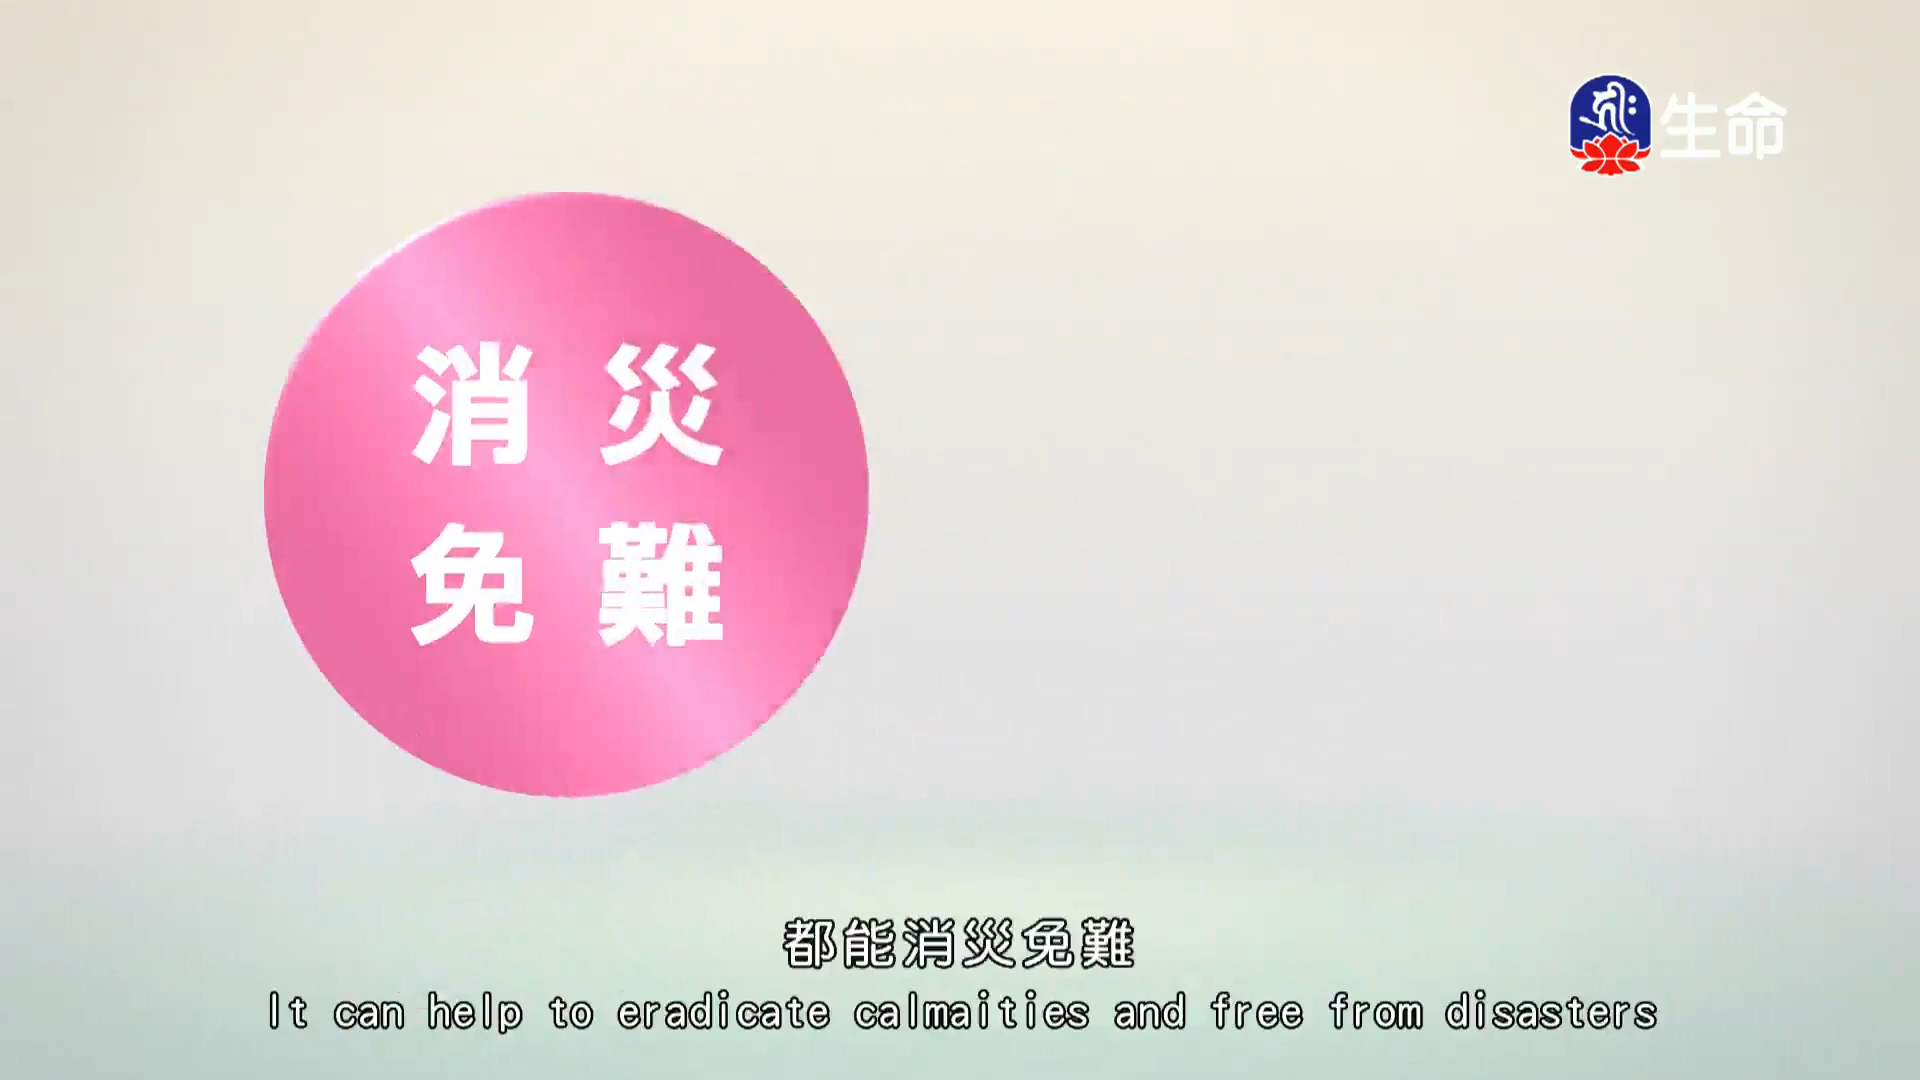 生命
消災
免難
都能消災免難
It can help to eradicate calmaities and free from disasters